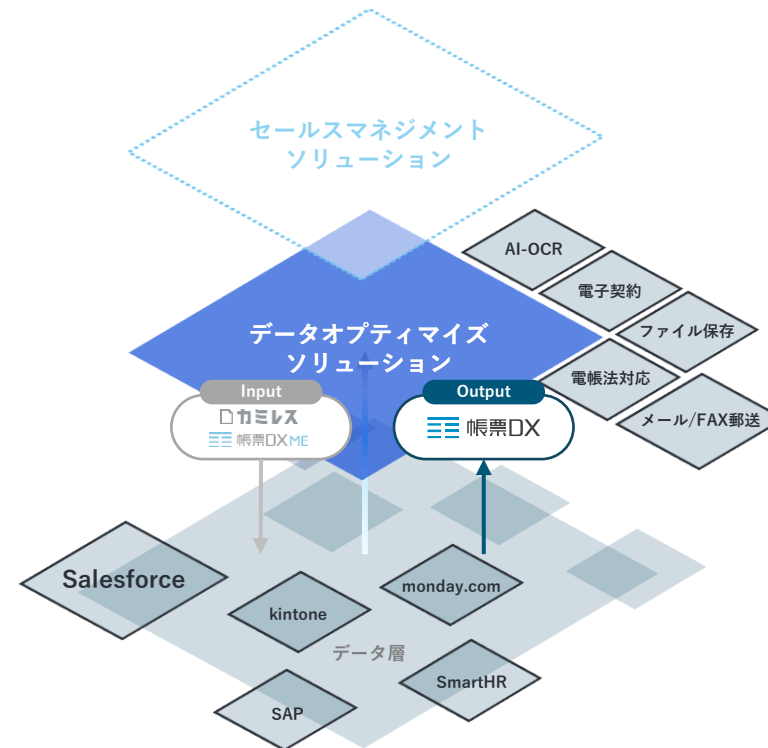 セールスマネジメント
ソリューション
AI-OCR
電子契約
ファイル保存
データオプティマイズ
ソリューション
電帳法対応
メール/FAX郵送
Input
カミレス
帳票DX ME
Output
帳票DX
Salesforce
kintone
monday.com
データ層
SAP
SmartHR